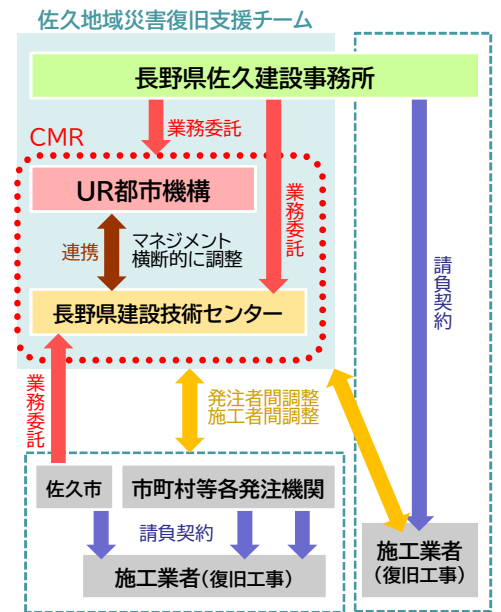 佐久地域災害復旧支援チーム
長野県佐久建設事務所
業務委託
CMR
UR都市機構
業務委託
連携
マネジメント
横断的に調整
請負契約
長野県建設技術センター
業務委託
発注者間調整
施工者間調整
佐久市
市町村等各発注機関
請負契約
施工業者(復旧工事)
施工業者
(復旧工事)